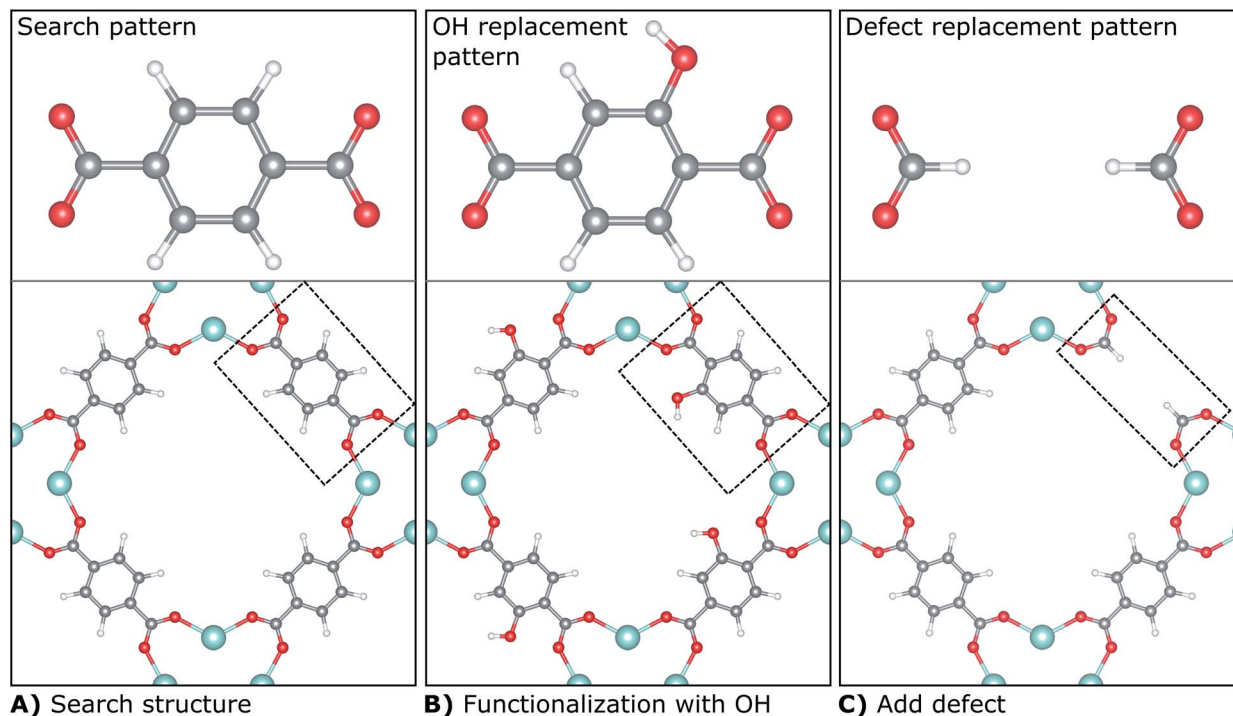 Search pattern
OH replacement
pattern
Defect replacement pattern
A) Search structure
B) Functionalization with OH
C) Add defect